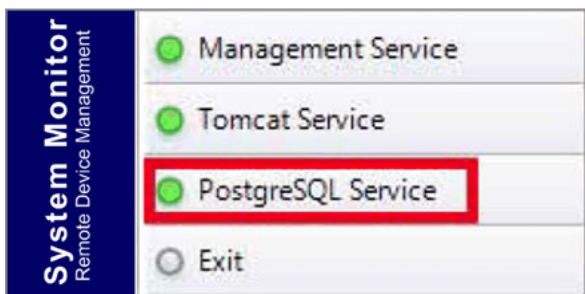 System Monitor
Remote Device Management
Management Service
Tomcat Service
PostgreSQL Service
Exit